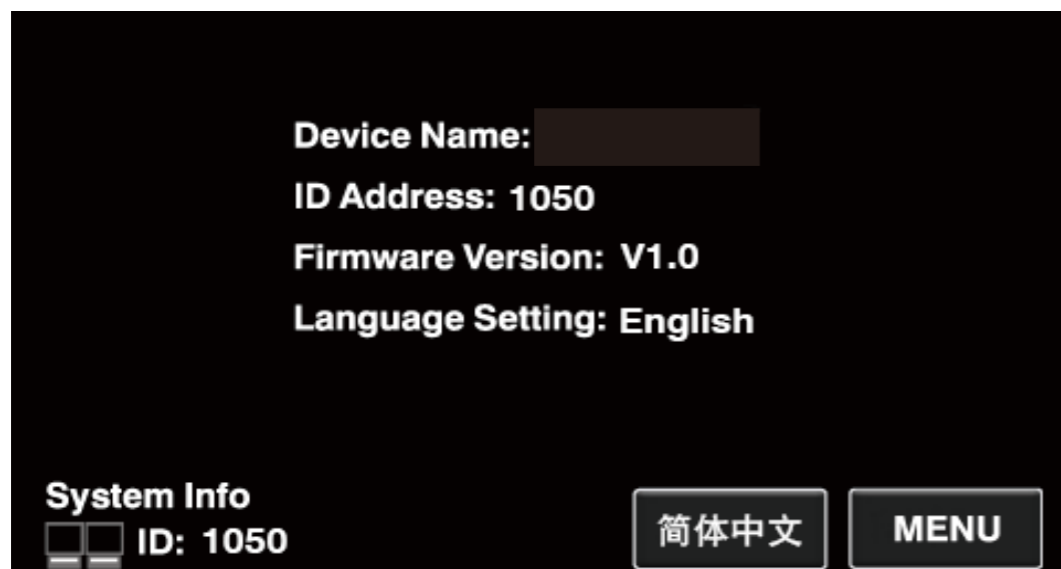 Device Name:
ID Address: 1050
Firmware Version: V1.0
Language Setting: English
System Info
ID: 1050
简体中文
MENU